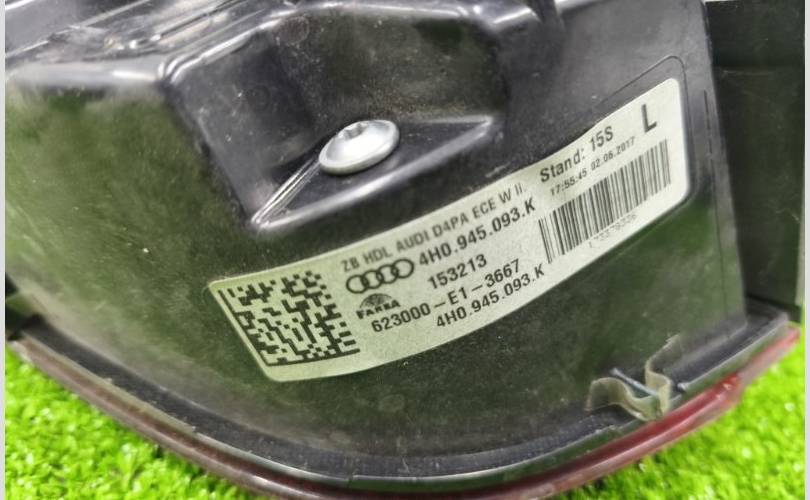 ZB HDL AUDI D4PA ECE W II.
4H0.945.093.K
153213
FARBA
623000-E1-3667
4H0.945.093.K
Stand: 15S
L
17:55:45 02.06.2017